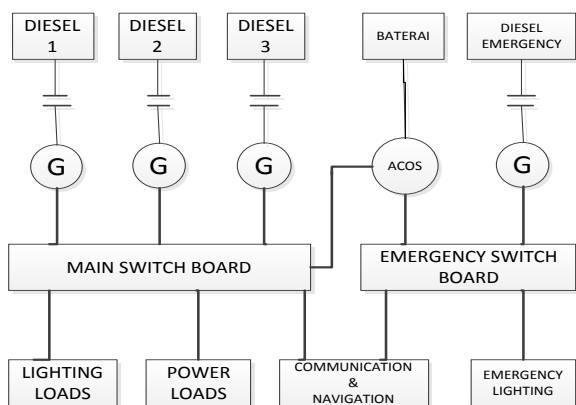 DIESEL
1
DIESEL
2
DIESEL
3
BATERAI
DIESEL
EMERGENCY
G
G
G
ACOS
G
MAIN SWITCH BOARD
EMERGENCY SWITCH
BOARD
LIGHTING
LOADS
POWER
LOADS
COMMUNICATION
&
NAVIGATION
EMERGENCY
LIGHTING